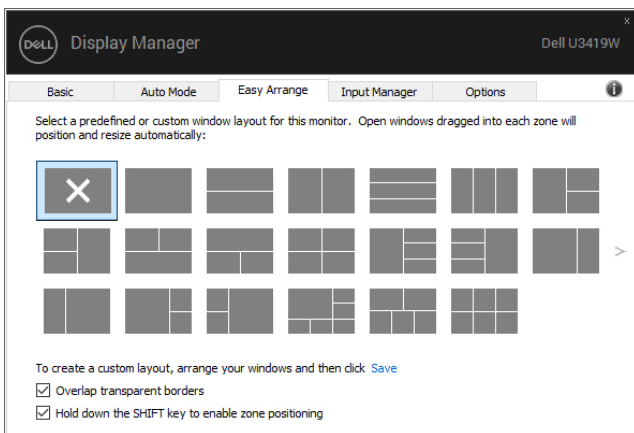 x
DELL
Display Manager
Dell U3419W
Basic
Auto Mode
Easy Arrange
Input Manager
Options
i
Select a predefined or custom window layout for this monitor. Open windows dragged into each zone will
position and resize automatically:
>
To create a custom layout, arrange your windows and then click Save
Overlap transparent borders
Hold down the SHIFT key to enable zone positioning